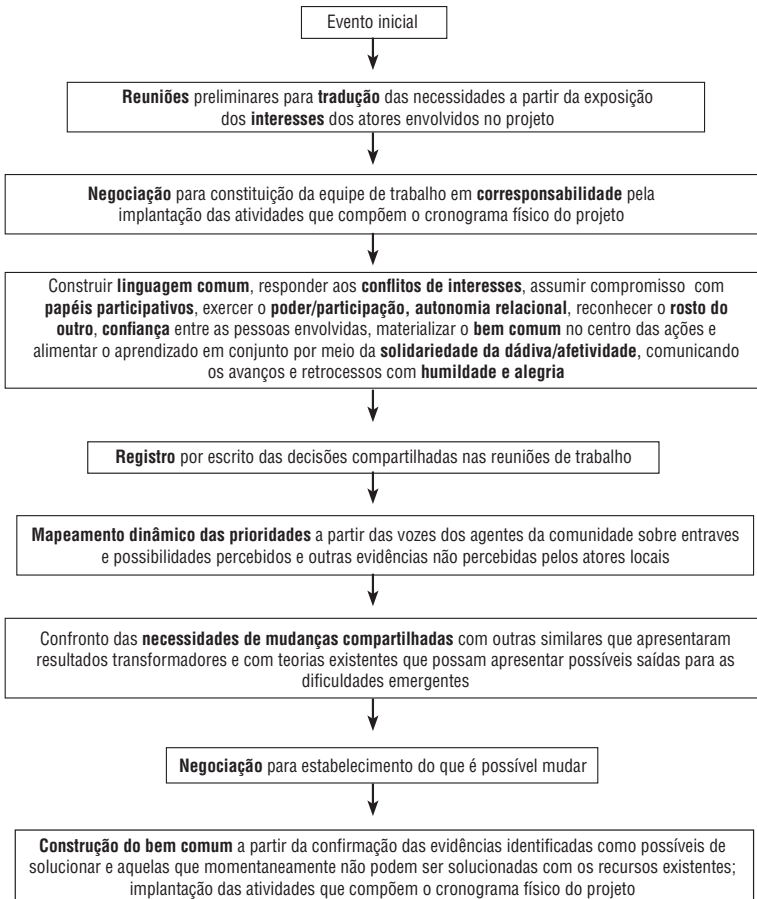 Evento inicial
Reuniões preliminares para tradução das necessidades a partir da exposição
dos interesses dos atores envolvidos no projeto
Negociação para constituição da equipe de trabalho em corresponsabilidade pela
implantação das atividades que compõem o cronograma físico do projeto
Construir linguagem comum, responder aos conflitos de interesses, assumir compromisso com
papéis participativos, exercer o poder/participação, autonomia relacional, reconhecer o rosto do
outro, confiança entre as pessoas envolvidas, materializar o bem comum no centro das ações e
alimentar o aprendizado em conjunto por meio da solidariedade da dádiva/afetividade, comunicando
os avanços e retrocessos com humildade e alegria
Registro por escrito das decisões compartilhadas nas reuniões de trabalho
Mapeamento dinâmico das prioridades a partir das vozes dos agentes da comunidade sobre entraves
e possibilidades percebidos e outras evidências não percebidas pelos atores locais
Confronto das necessidades de mudanças compartilhadas com outras similares que apresentaram
resultados transformadores e com teorias existentes que possam apresentar possíveis saídas para as
dificuldades emergentes
Negociação para estabelecimento do que é possível mudar
Construção do bem comum a partir da confirmação das evidências identificadas como possíveis de
solucionar e aquelas que momentaneamente não podem ser solucionadas com os recursos existentes;
implantação das atividades que compõem o cronograma físico do projeto